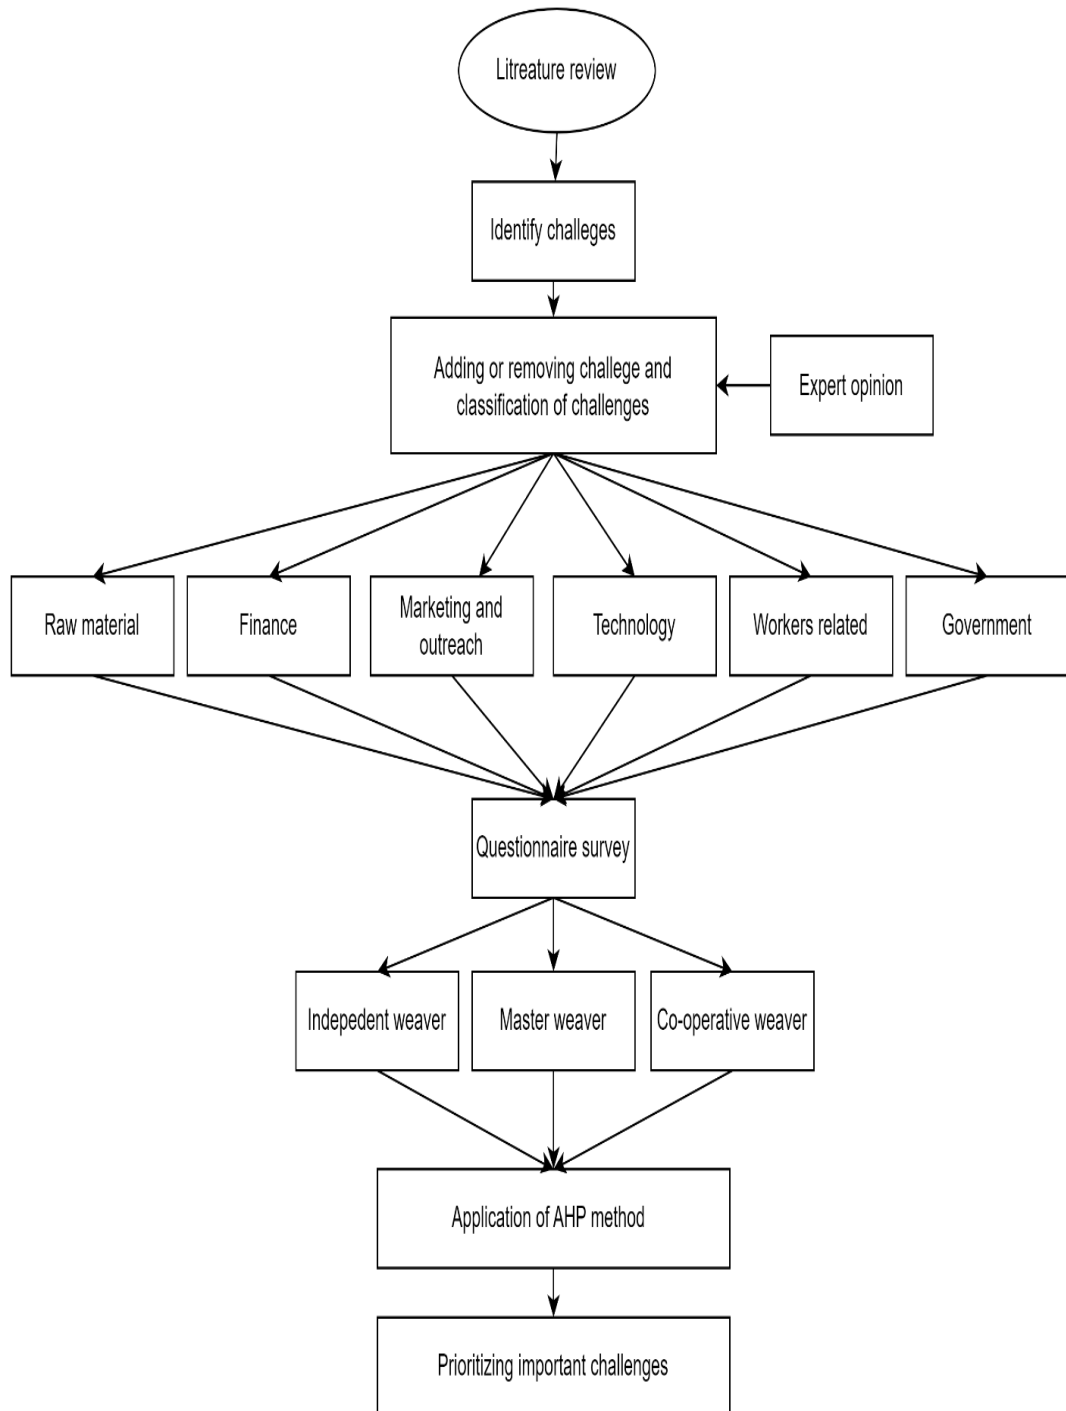 Litreature review
Identify challeges
Adding or removing challege and
classification of challenges
Expert opinion
Raw material
Finance
Marketing and
outreach
Technology
Workers related
Government
Questionnaire survey
Indepedent weaver
Master weaver
Co-operative weaver
Application of AHP method
Prioritizing important challenges